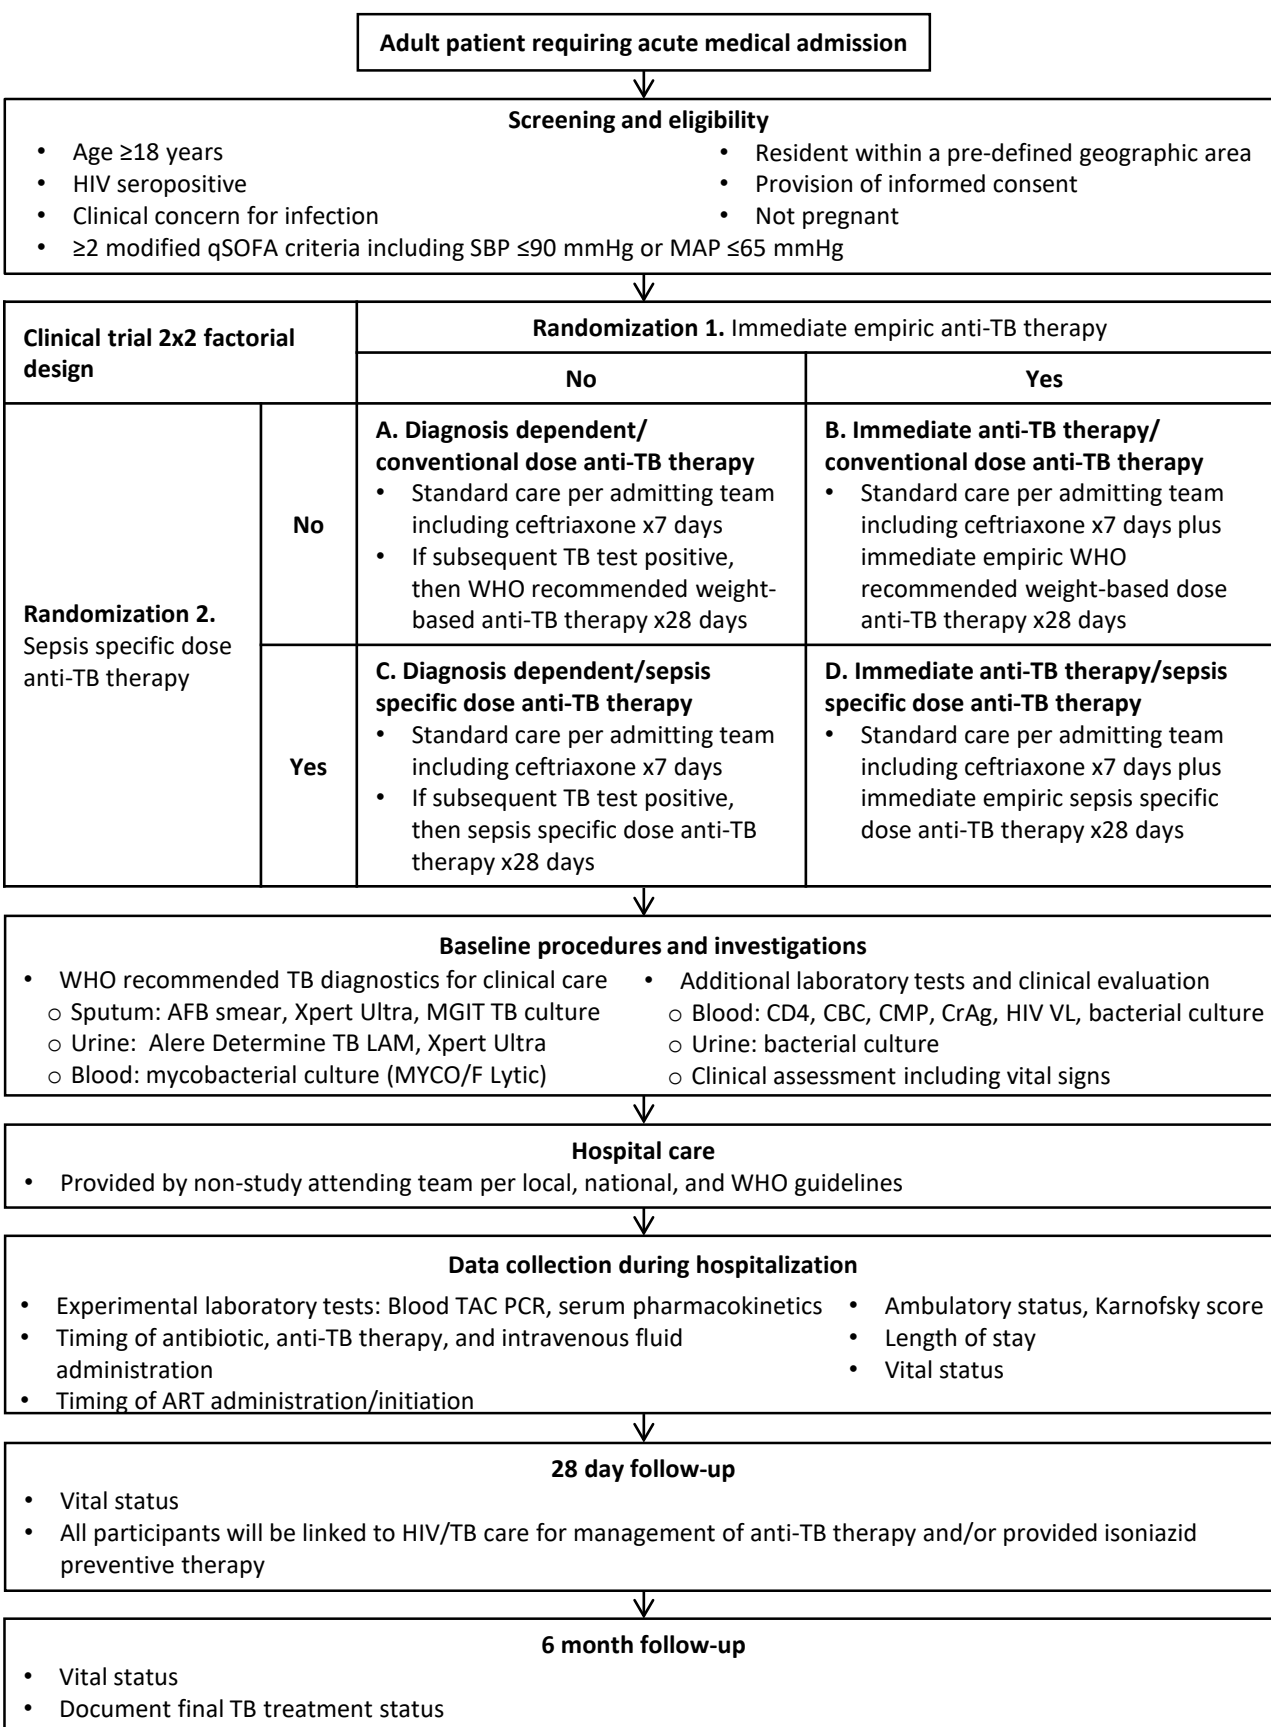 Adult patient requiring acute medical admission
Screening and eligibility
• Age ≥18 years
• HIV seropositive
• Clinical concern for infection
• ≥2 modified qSOFA criteria including SBP ≤90 mmHg or MAP ≤65 mmHg
• Resident within a pre-defined geographic area
• Provision of informed consent
• Not pregnant
Clinical trial 2x2 factorial
design
Randomization 1. Immediate empiric anti-TB therapy
No
Yes
Randomization 2.
Sepsis specific dose
anti-TB therapy
No
A. Diagnosis dependent/
conventional dose anti-TB therapy
• Standard care per admitting team
including ceftriaxone x7 days
• If subsequent TB test positive,
then WHO recommended weight-
based anti-TB therapy x28 days
B. Immediate anti-TB therapy/
conventional dose anti-TB therapy
• Standard care per admitting team
including ceftriaxone x7 days plus
immediate empiric WHO
recommended weight-based dose
anti-TB therapy x28 days
Yes
C. Diagnosis dependent/sepsis
specific dose anti-TB therapy
• Standard care per admitting team
including ceftriaxone x7 days
• If subsequent TB test positive,
then sepsis specific dose anti-TB
therapy x28 days
D. Immediate anti-TB therapy/sepsis
specific dose anti-TB therapy
• Standard care per admitting team
including ceftriaxone x7 days plus
immediate empiric sepsis specific
dose anti-TB therapy x28 days
Baseline procedures and investigations
• WHO recommended TB diagnostics for clinical care
o Sputum: AFB smear, Xpert Ultra, MGIT TB culture
o Urine: Alere Determine TB LAM, Xpert Ultra
o Blood: mycobacterial culture (MYCO/F Lytic)
• Additional laboratory tests and clinical evaluation
o Blood: CD4, CBC, CMP, CrAg, HIV VL, bacterial culture
o Urine: bacterial culture
o Clinical assessment including vital signs
Hospital care
• Provided by non-study attending team per local, national, and WHO guidelines
Data collection during hospitalization
• Experimental laboratory tests: Blood TAC PCR, serum pharmacokinetics
• Timing of antibiotic, anti-TB therapy, and intravenous fluid
administration
• Timing of ART administration/initiation
• Ambulatory status, Karnofsky score
• Length of stay
• Vital status
28 day follow-up
• Vital status
• All participants will be linked to HIV/TB care for management of anti-TB therapy and/or provided isoniazid
preventive therapy
6 month follow-up
• Vital status
• Document final TB treatment status